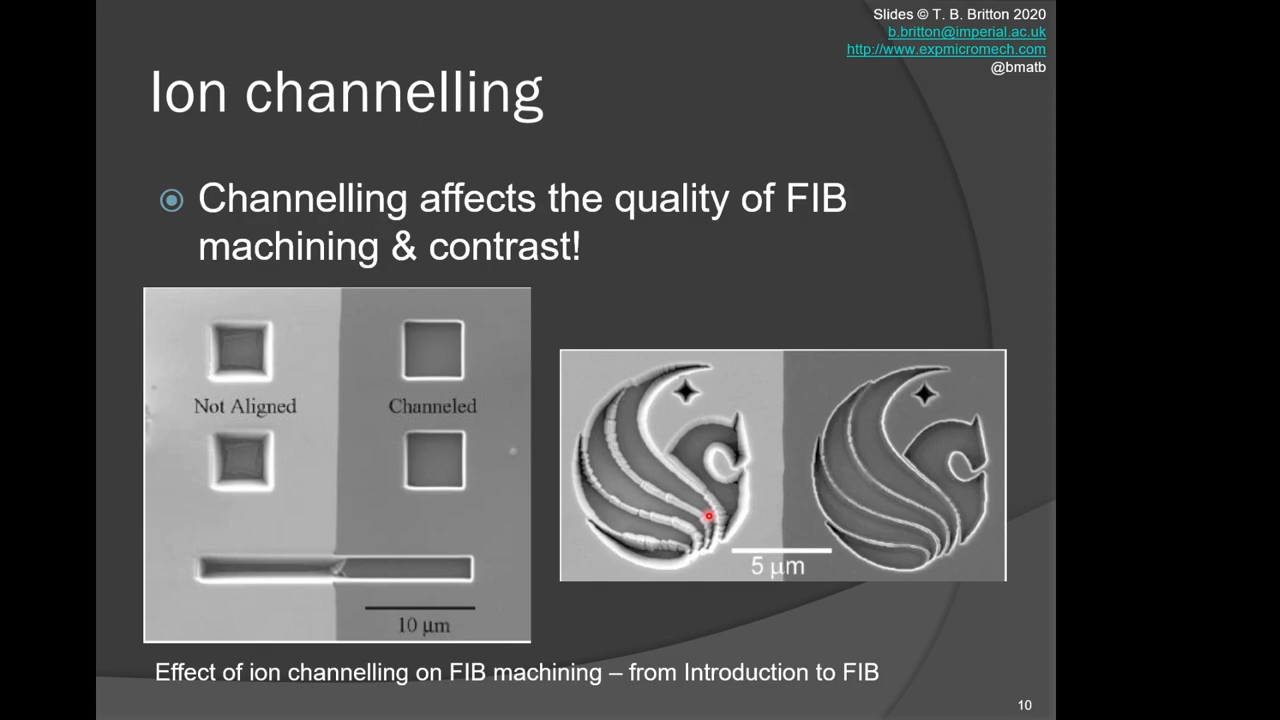 Slides © T. B. Britton 2020
b.britton@imperial.ac.uk
http://www.expmicromech.com
@bmatb
Ion channelling
Channelling affects the quality of FIB
machining & contrast!
Not Aligned
Channeled
10 µm
5 µm
Effect of ion channelling on FIB machining – from Introduction to FIB
10